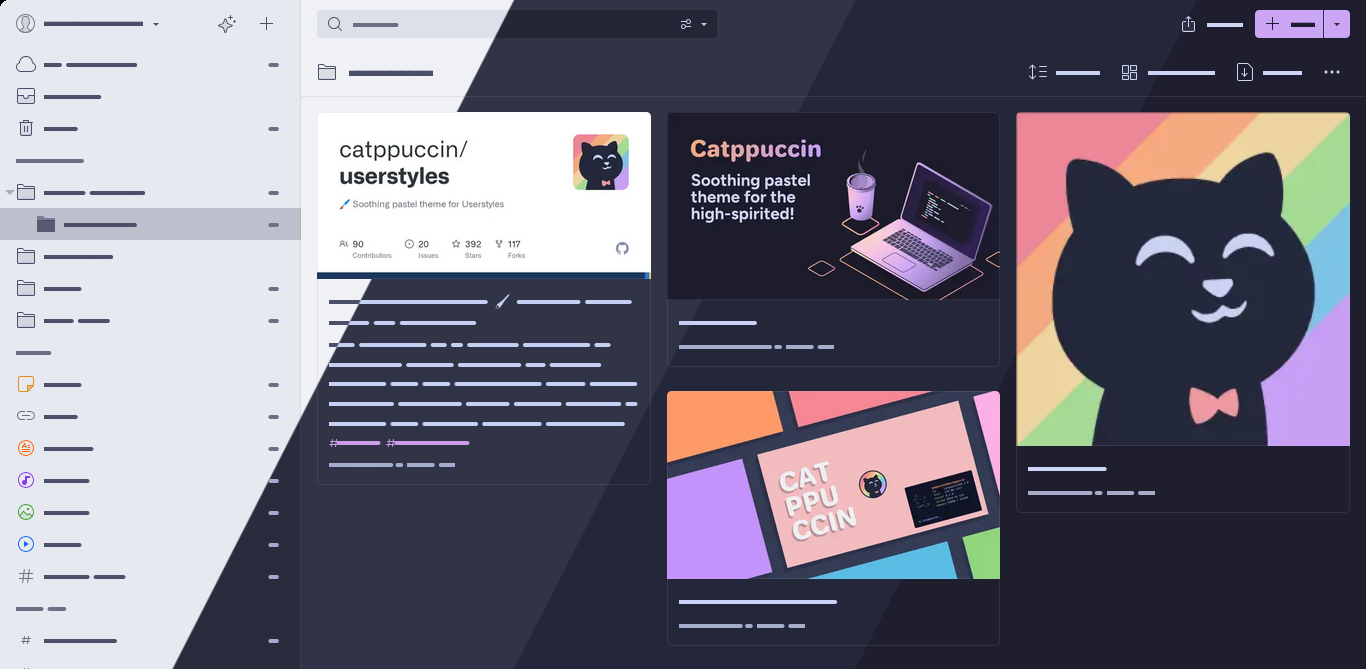 catppuccin/
userstyles
Soothing pastel theme for Userstyles
90
Contributors
20
Issues
392
Stars
117
Forks
Catppuccin
Soothing pastel
theme for the
high-spirited!
CAT
PPU
CCIN
#
#